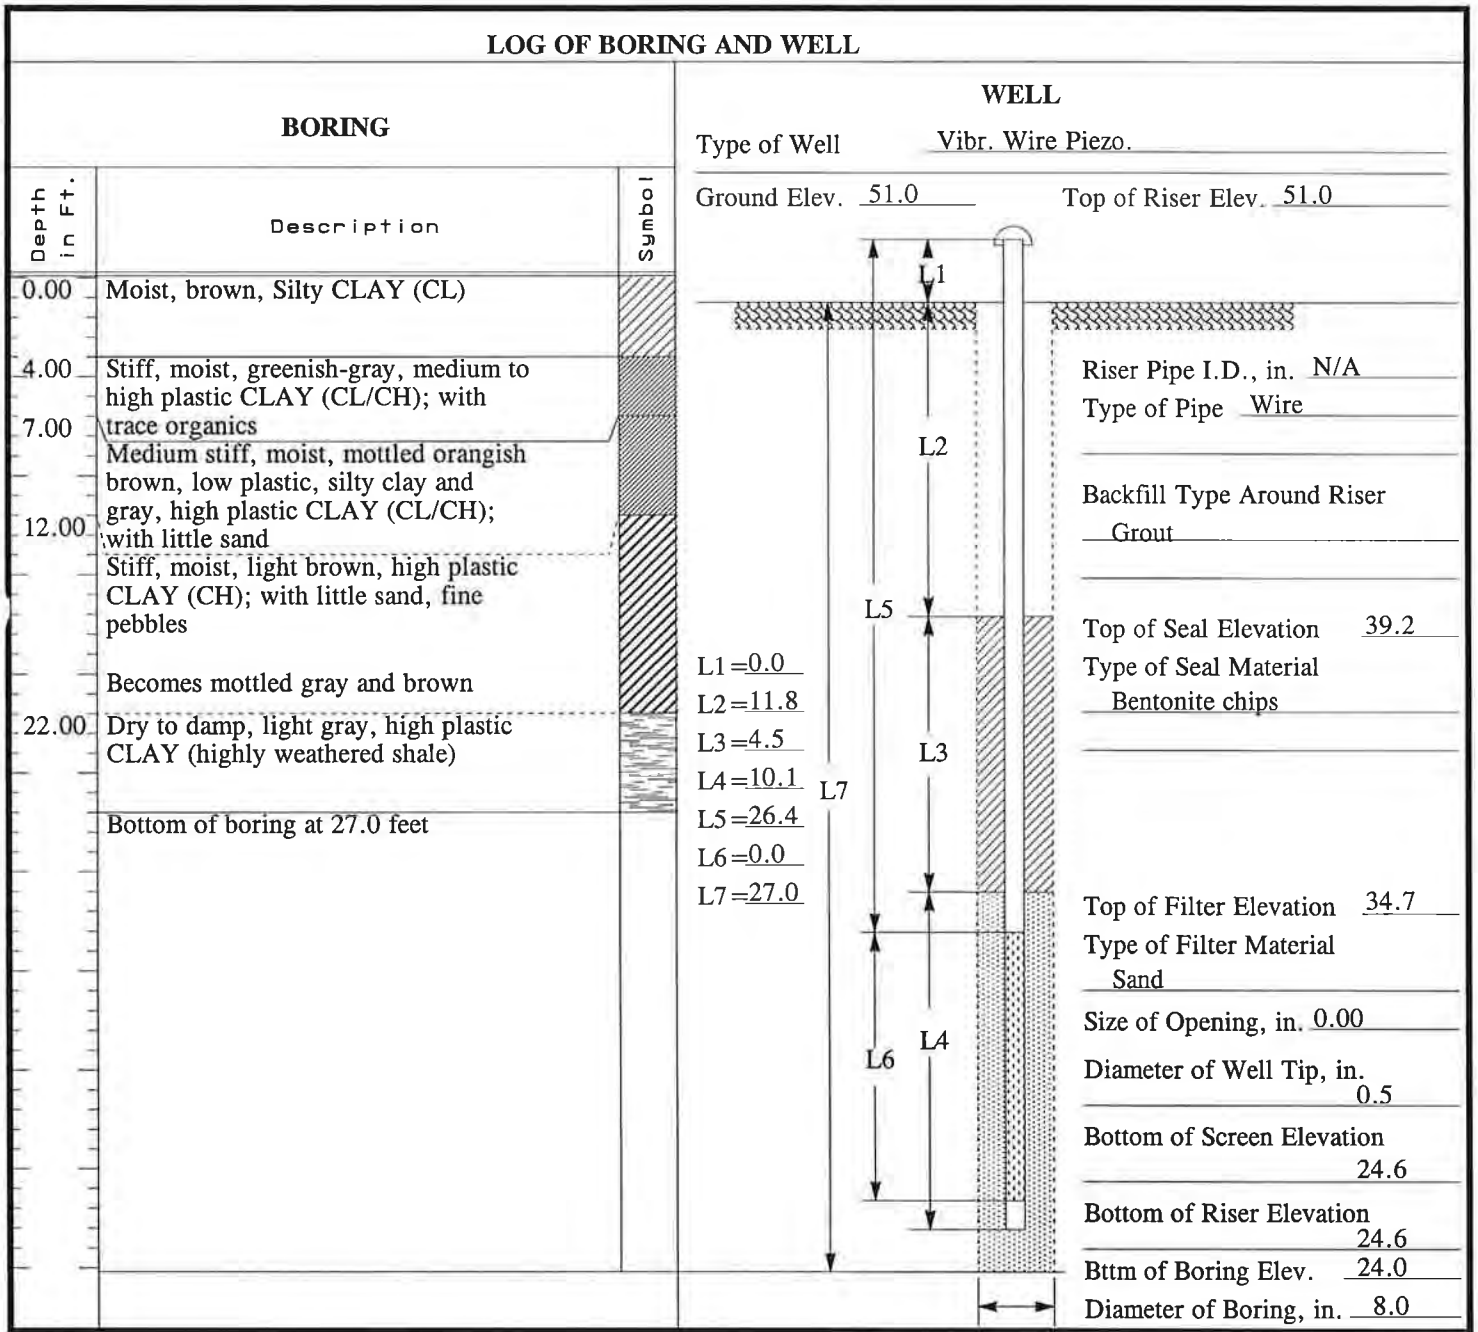 LOG OF BORING AND WELL
BORING
Depth
in Ft.
Description
Symbol
0.00
Moist, brown, Silty CLAY (CL)
4.00
Stiff, moist, greenish-gray, medium to
high plastic CLAY (CL/CH); with
trace organics
7.00
Medium stiff, moist, mottled orangish
brown, low plastic, silty clay and
gray, high plastic CLAY (CL/CH);
with little sand
12.00
Stiff, moist, light brown, high plastic
CLAY (CH); with little sand, fine
pebbles
Becomes mottled gray and brown
22.00
Dry to damp, light gray, high plastic
CLAY (highly weathered shale)
Bottom of boring at 27.0 feet
WELL
Type of Well Vibr. Wire Piezo.
Ground Elev. 51.0 Top of Riser Elev. 51.0
L1
L2
L5
L3
L7
L4
L6
L1=0.0
L2=11.8
L3=4.5
L4=10.1
L5=26.4
L6=0.0
L7=27.0
Riser Pipe I.D., in. N/A
Type of Pipe Wire
Backfill Type Around Riser
Grout
Top of Seal Elevation 39.2
Type of Seal Material
Bentonite chips
Top of Filter Elevation 34.7
Type of Filter Material
Sand
Size of Opening, in. 0.00
Diameter of Well Tip, in.
0.5
Bottom of Screen Elevation
24.6
Bottom of Riser Elevation
24.6
Bttm of Boring Elev. 24.0
Diameter of Boring, in. 8.0